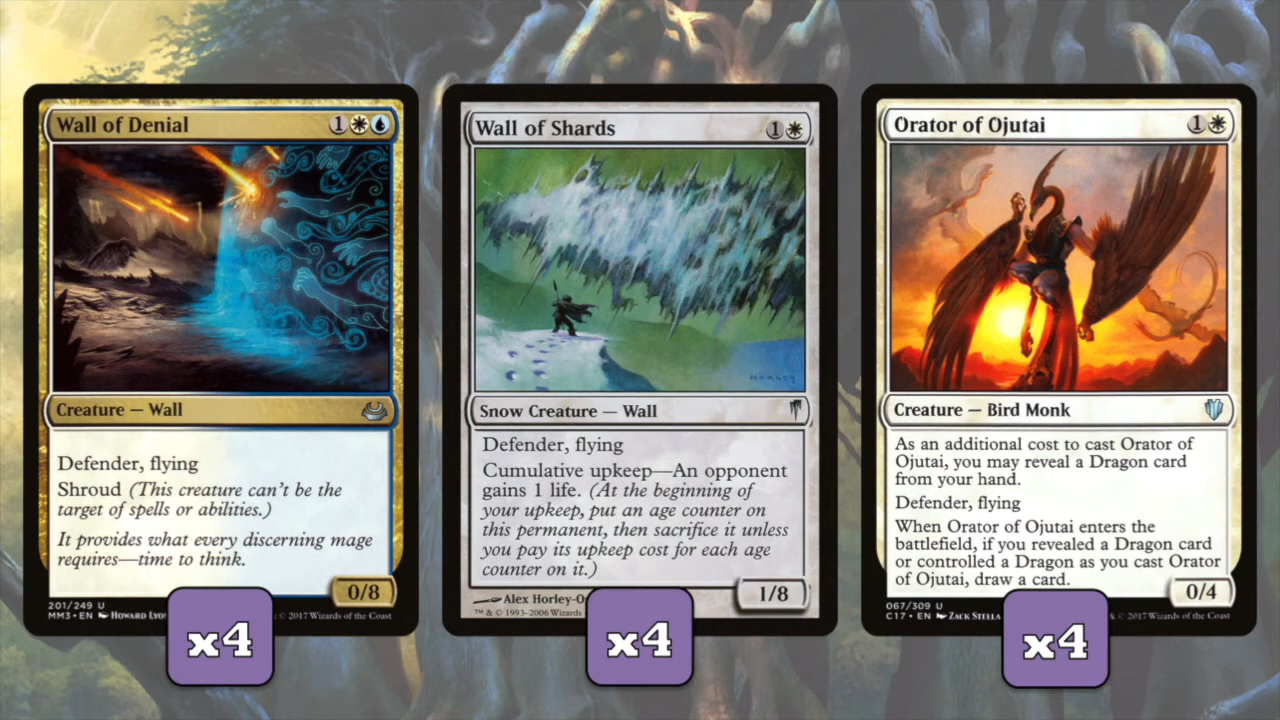 Wall of Denial 1
Creature — Wall
Defender, flying
Shroud (This creature can't be the
target of spells or abilities.)
It provides what every discerning mage
requires—time to think.
0/8
201/249 U
MM3 • EN HOWARD © 2017 Wizards of the Coast
x4
Wall of Shards 1
HORLEY
Snow Creature — Wall
Defender, flying
Cumulative upkeep—An opponent
gains 1 life. (At the beginning of
your upkeep, put an age counter on
this permanent, then sacrifice it unless
you pay its upkeep cost for each age
counter on it.)
1/8
Alex
™ & © 1993–2006 Wizards
x4
Orator of Ojutai 1
Creature — Bird Monk
As an additional cost to cast Orator of
Ojutai, you may reveal a Dragon card
from your hand.
Defender, flying
When Orator of Ojutai enters the
battlefield, if you revealed a Dragon card
or controlled a Dragon as you cast Orator
of Ojutai, draw a card.
0/4
067/309 U
C17 • EN ZACK STELLA & © 2017 Wizards of the Coast
x4